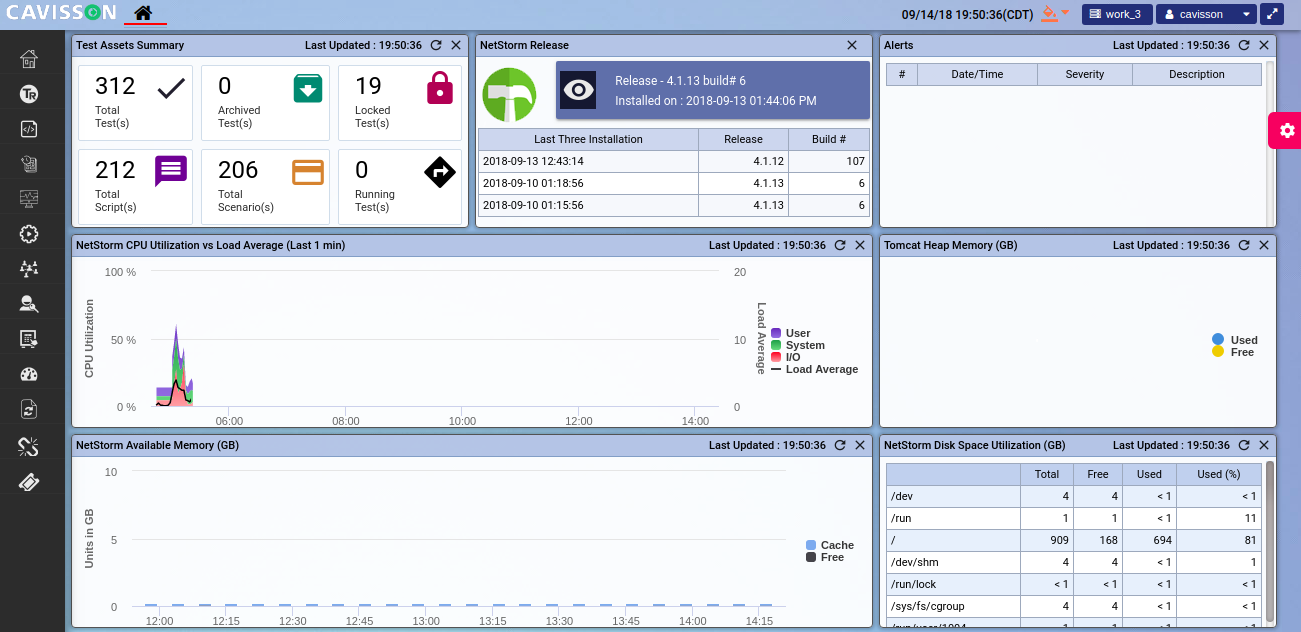 CAVISSON
09/14/18 19:50:36(CDT)
work_3
cavisson
Test Assets Summary
Last Updated : 19:50:36
312
Total
Test(s)
0
Archived
Test(s)
19
Locked
Test(s)
212
Total
Script(s)
206
Total
Scenario(s)
0
Running
Test(s)
NetStorm Release
Release - 4.1.13 build# 6
Installed on : 2018-09-13 01:44:06 PM
Last Three Installation Release Build #
2018-09-13 12:43:14 4.1.12 107
2018-09-10 01:18:56 4.1.13 6
2018-09-10 01:15:56 4.1.13 6
Alerts
Last Updated : 19:50:36
# Date/Time Severity Description
TR
NetStorm CPU Utilization vs Load Average (Last 1 min)
Last Updated : 19:50:36
CPU Utilization
100 %
50 %
0 %
20
10
0
Load Average
06:00 08:00 10:00 12:00 14:00
User
System
I/O
Load Average
Tomcat Heap Memory (GB)
Last Updated : 19:50:36
Used
Free
NetStorm Available Memory (GB)
Last Updated : 19:50:36
Units in GB
10
5
0
12:00 12:15 12:30 12:45 13:00 13:15 13:30 13:45 14:00 14:15
Cache
Free
NetStorm Disk Space Utilization (GB)
Last Updated : 19:50:36
Total Free Used Used (%)
/dev 4 4 < 1 < 1
/run 1 1 < 1 11
/ 909 168 694 81
/dev/shm 4 4 < 1 1
/run/lock < 1 < 1 < 1 < 1
/sys/fs/cgroup 4 4 < 1 < 1